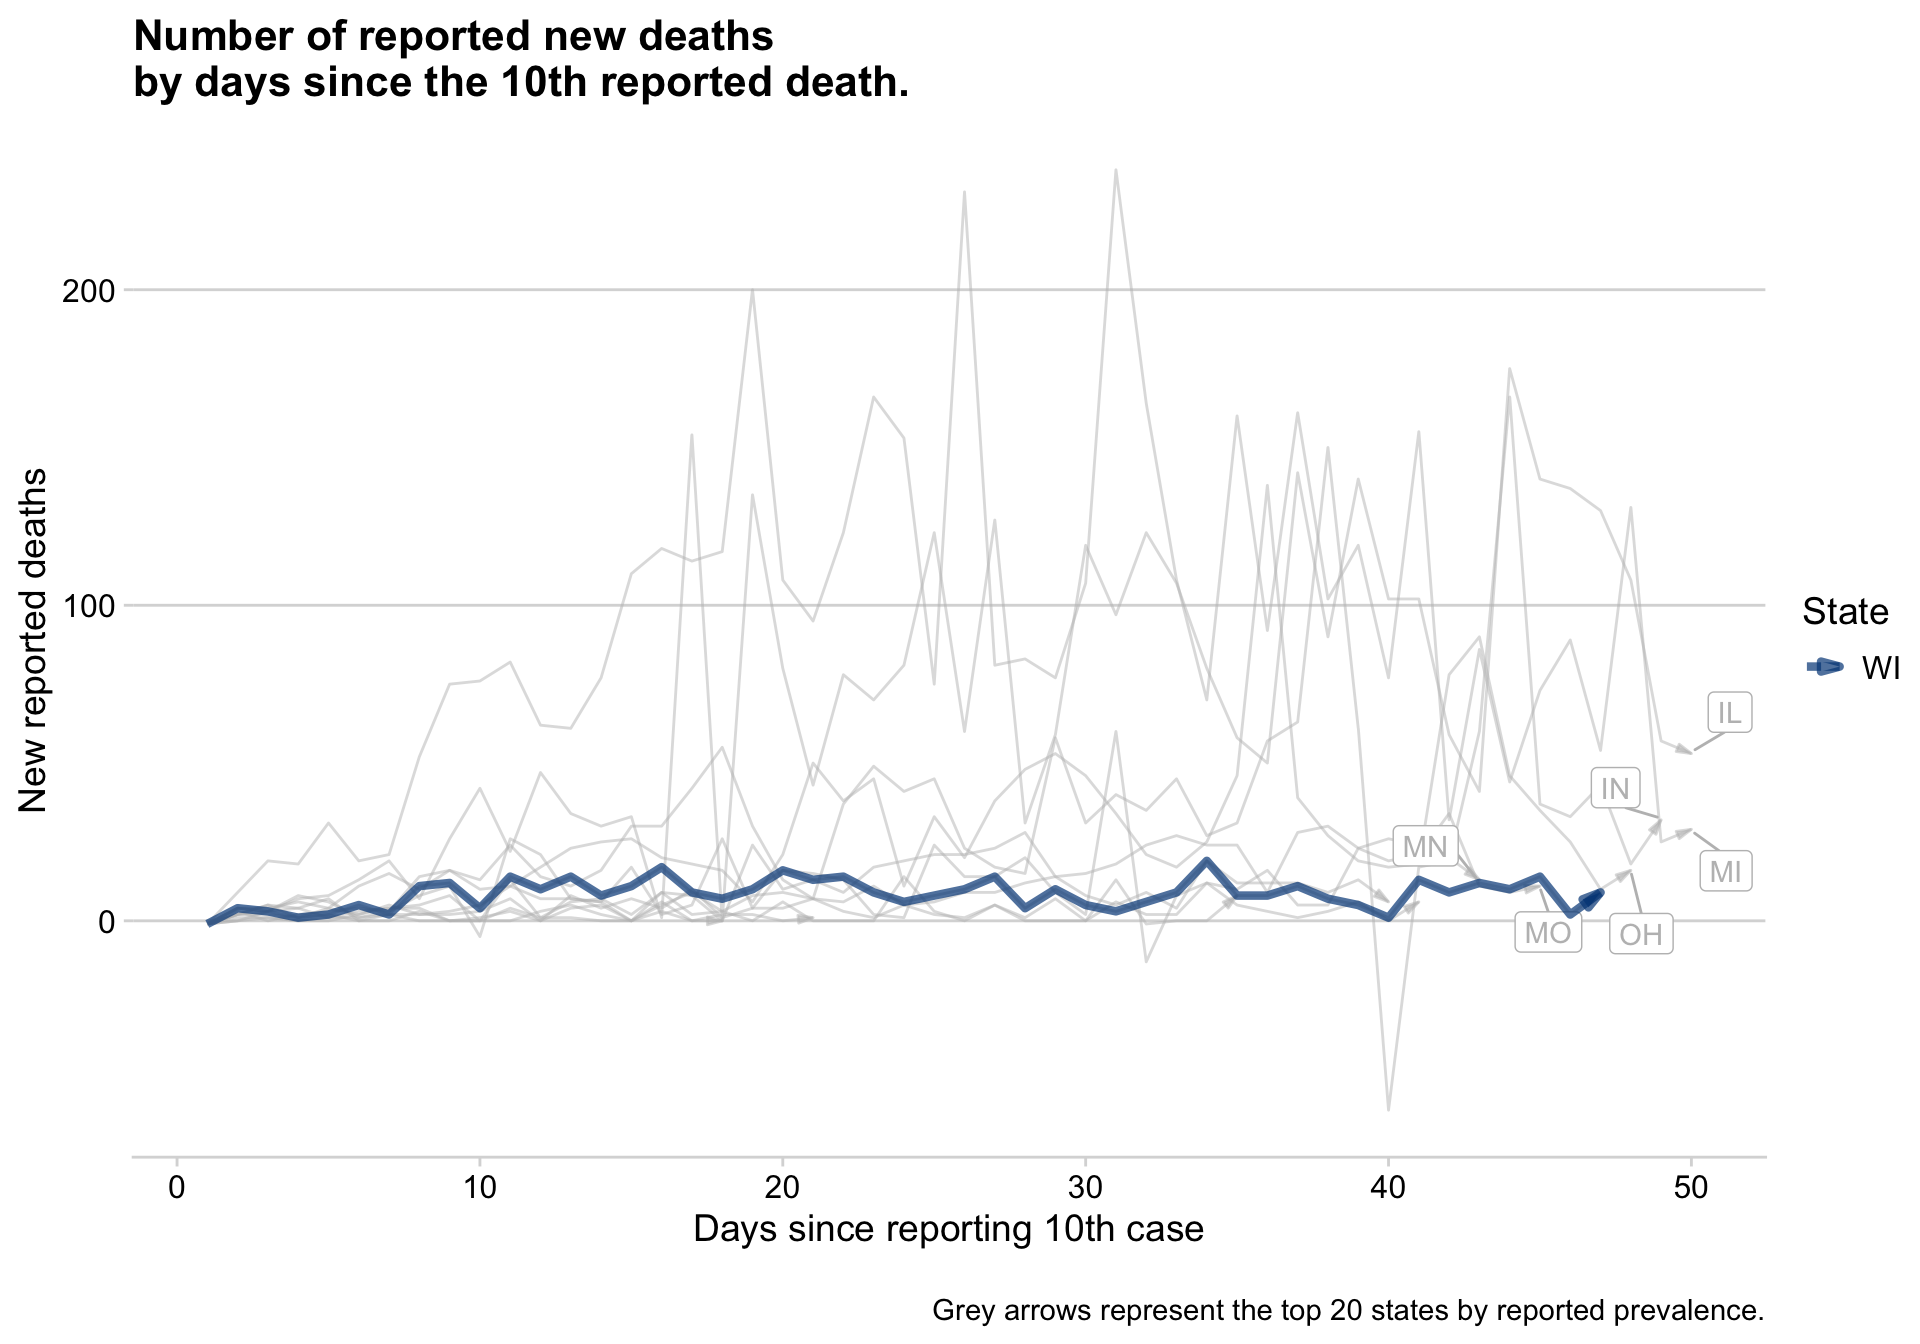 Number of reported new deaths
by days since the 10th reported death.
New reported deaths
200
100
0
IL
IN
MN
MI
MO
OH
State
WI
0
10
20
30
40
50
Days since reporting 10th case
Grey arrows represent the top 20 states by reported prevalence.